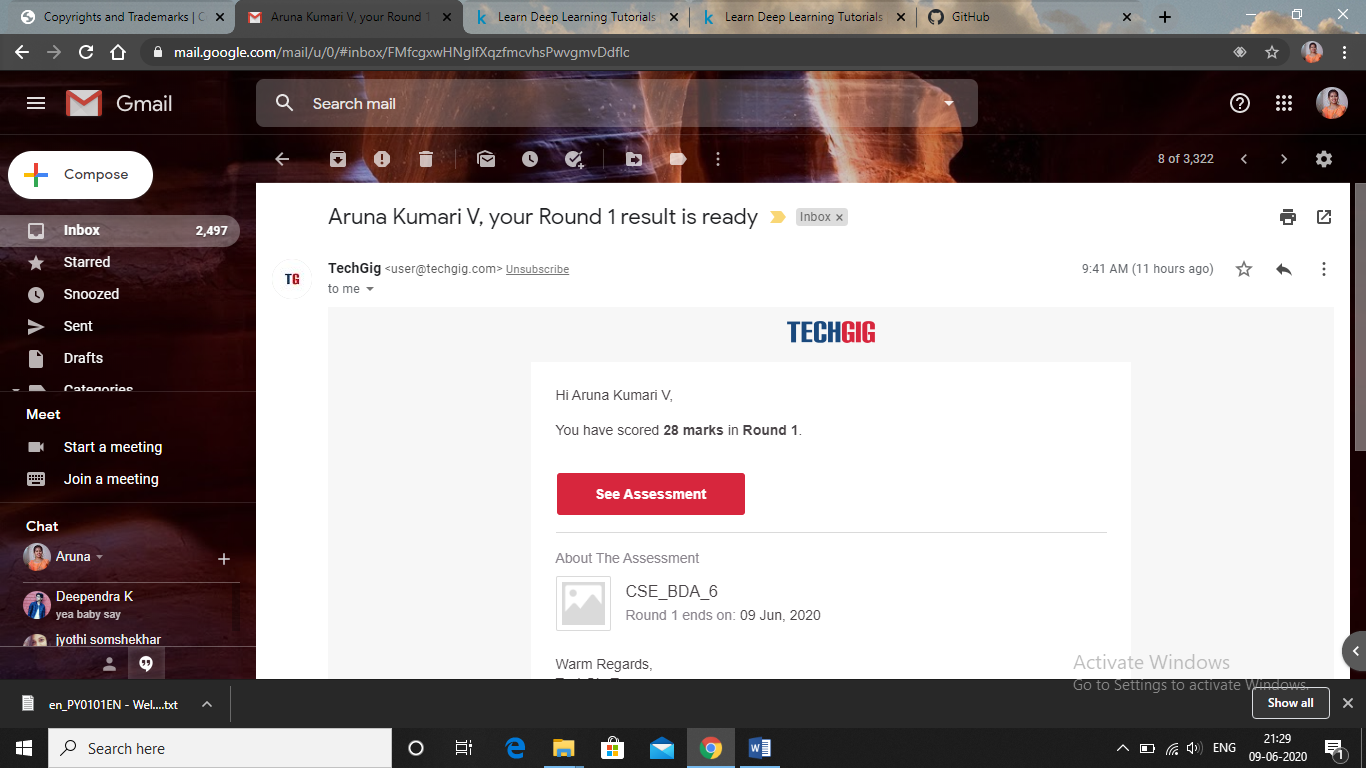 Copyrights and Trademarks | C
Aruna Kumari V, your Round 1
Learn Deep Learning Tutorials
Learn Deep Learning Tutorials
GitHub
mail.google.com/mail/u/0/#inbox/FMfcgxwHNglfXqzfmcvhsPwvgmvDdflc
Gmail
Search mail
Compose
8 of 3,322
Inbox 2,497
Starred
Snoozed
Sent
Drafts
Categories
Meet
Start a meeting
Join a meeting
Chat
Aruna
Deependra K
yea baby say
jyothi somshekhar
Aruna Kumari V, your Round 1 result is ready
Inbox x
TG
TechGig <user@techgig.com> Unsubscribe
9:41 AM (11 hours ago)
to me
TECHGIG
Hi Aruna Kumari V,
You have scored 28 marks in Round 1.
See Assessment
About The Assessment
CSE_BDA_6
Round 1 ends on: 09 Jun, 2020
Warm Regards,
Activate Windows
Go to Settings to activate Windows.
en_PY0101EN - Wel....txt
Show all
Search here
ENG
21:29
09-06-2020
1